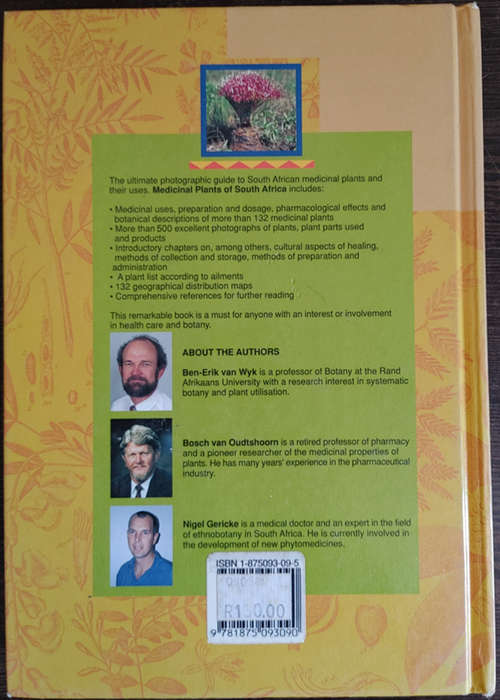 The ultimate photographic guide to South African medicinal plants and
their uses. Medicinal Plants of South Africa includes:
• Medicinal uses, preparation and dosage, pharmacological effects and
botanical descriptions of more than 132 medicinal plants
• More than 500 excellent photographs of plants, plant parts used
and products
• Introductory chapters on, among others, cultural aspects of healing,
methods of collection and storage, methods of preparation and
administration
• A plant list according to ailments
• 132 geographical distribution maps
• Comprehensive references for further reading
This remarkable book is a must for anyone with an interest or involvement
in health care and botany.
ABOUT THE AUTHORS
Ben-Erik van Wyk is a professor of Botany at the Rand
Afrikaans University with a research interest in systematic
botany and plant utilisation.
Bosch van Oudtshoorn is a retired professor of pharmacy
and a pioneer researcher of the medicinal properties of
plants. He has many years' experience in the pharmaceutical
industry.
Nigel Gericke is a medical doctor and an expert in the field
of ethnobotany in South Africa. He is currently involved in
the development of new phytomedicines.
ISBN 1-875093-09-5
9 781875 093090